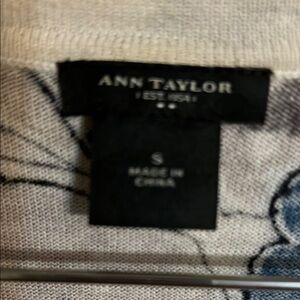 ANN TAYLOR
EST. 1954
S
MADE IN
CHINA